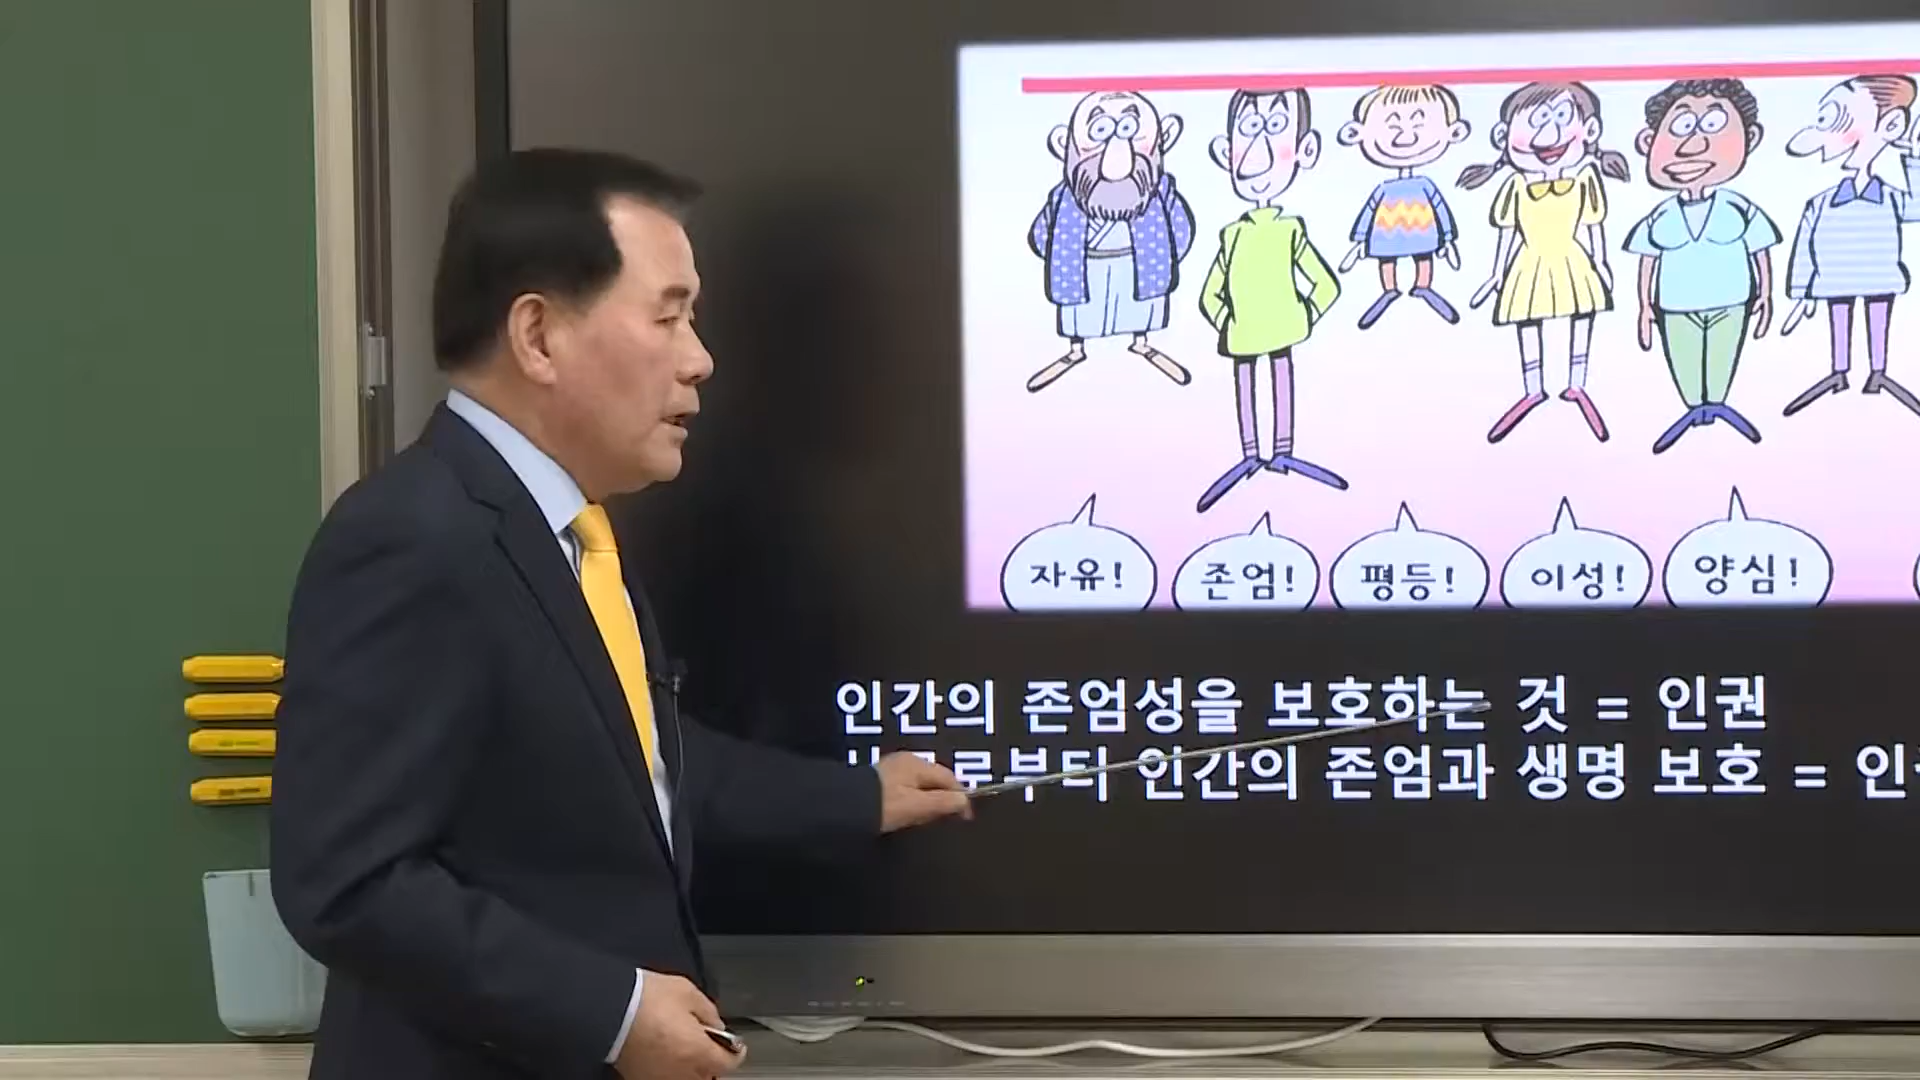 자유!
존엄!
평등!
이성!
양심!
인간의 존엄성을 보호하는 것 = 인권
인간의 존엄과 생명 보호 =